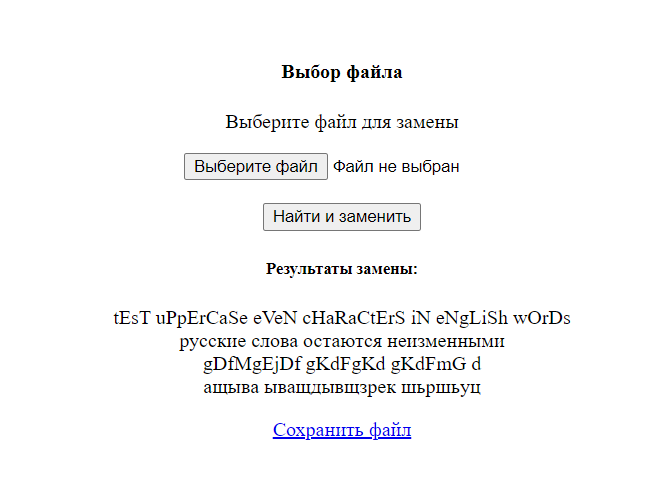 Выбор файла
Выберите файл для замены
Выберите файл Файл не выбран
Найти и заменить
Результаты замены:
tEsT uPpErCaSe eVeN cHaRaCtErS iN eNgLiSh wOrDs
русские слова остаются неизменными
gDfMgEjDf gKdFgKd gKdFmG d
ащыва ыващдывщзрек шьршьуц
Сохранить файл